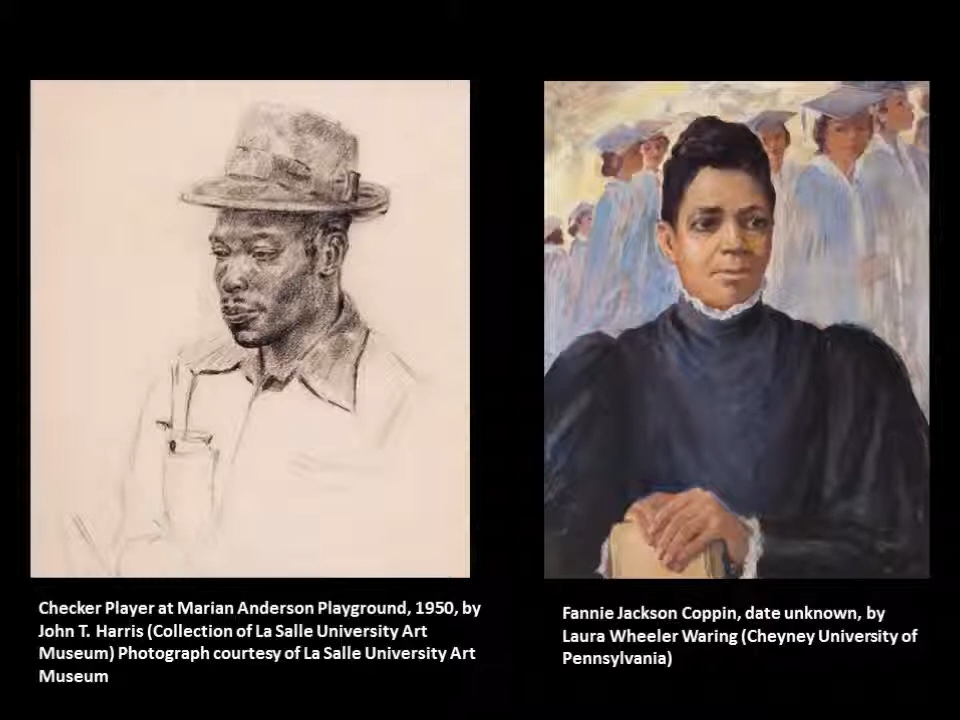 Checker Player at Marian Anderson Playground, 1950, by
John T. Harris (Collection of La Salle University Art
Museum) Photograph courtesy of La Salle University Art
Museum
Fannie Jackson Coppin, date unknown, by
Laura Wheeler Waring (Cheyney University of
Pennsylvania)